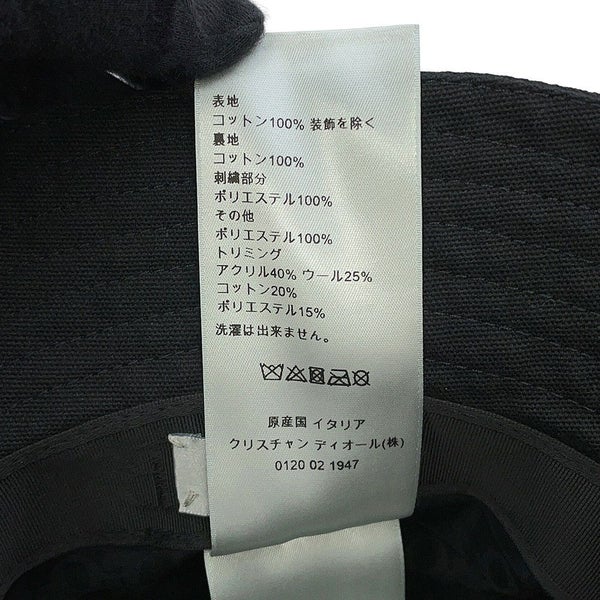 表地
コットン100% 装飾を除く
裏地
コットン100%
刺繍部分
ポリエステル100%
その他
ポリエステル100%
トリミング
アクリル40% ウール25%
コットン20%
ポリエステル15%
洗濯は出来ません。
原産国 イタリア
クリスチャン ディオール(株)
0120 02 1947